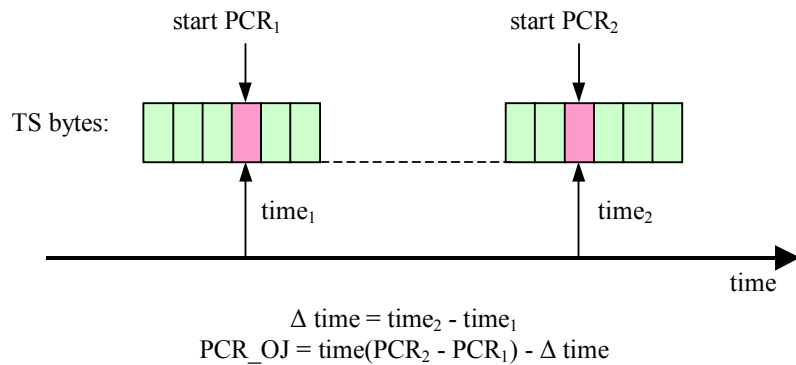 start PCR₁
start PCR₂
TS bytes:
time₁
time₂
time
Δ time = time₂ - time₁
PCR_OJ = time(PCR₂ - PCR₁) - Δ time